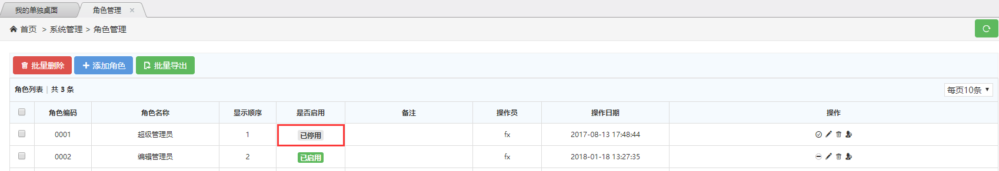 我的单独桌面 角色管理 ×
首页 > 系统管理 > 角色管理
批量删除 添加角色 批量导出
角色列表 | 共 3 条 每页10条
角色编码 角色名称 显示顺序 是否启用 备注 操作员 操作日期 操作
0001 超级管理员 1 已停用 fx 2017-08-13 17:48:44
0002 编辑管理员 2 已启用 fx 2018-01-18 13:27:35